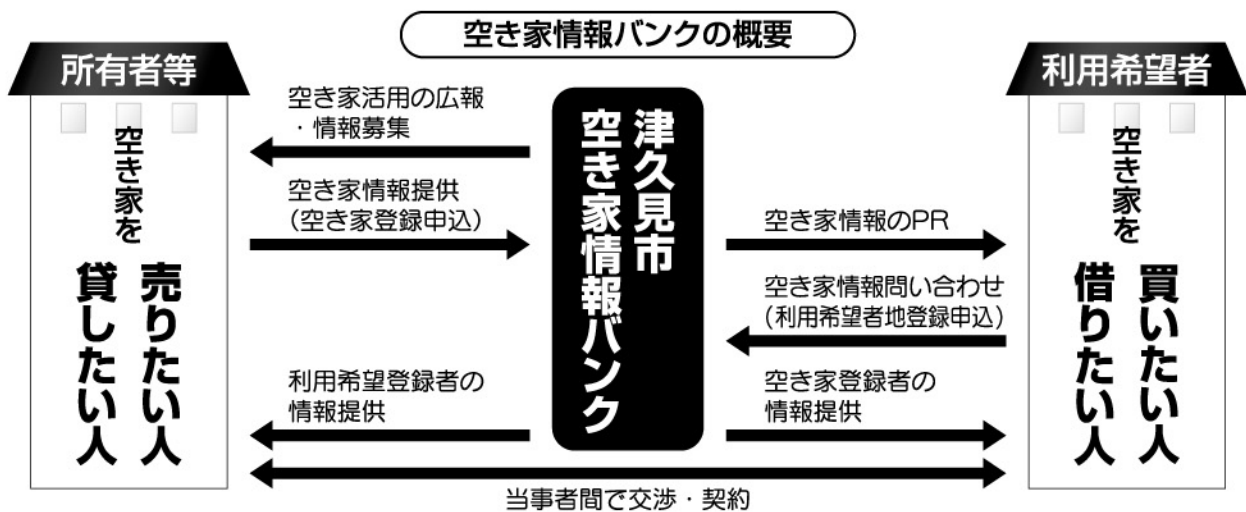 空き家情報バンクの概要
所有者等
空き家を
売りたい人
貸したい人
空き家活用の広報
・情報募集
空き家情報提供
(空き家登録申込)
利用希望登録者の
情報提供
津久見市
空き家情報バンク
空き家情報のPR
空き家情報問い合わせ
(利用希望者地登録申込)
空き家登録者の
情報提供
利用希望者
空き家を
買いたい人
借りたい人
当事者間で交渉・契約